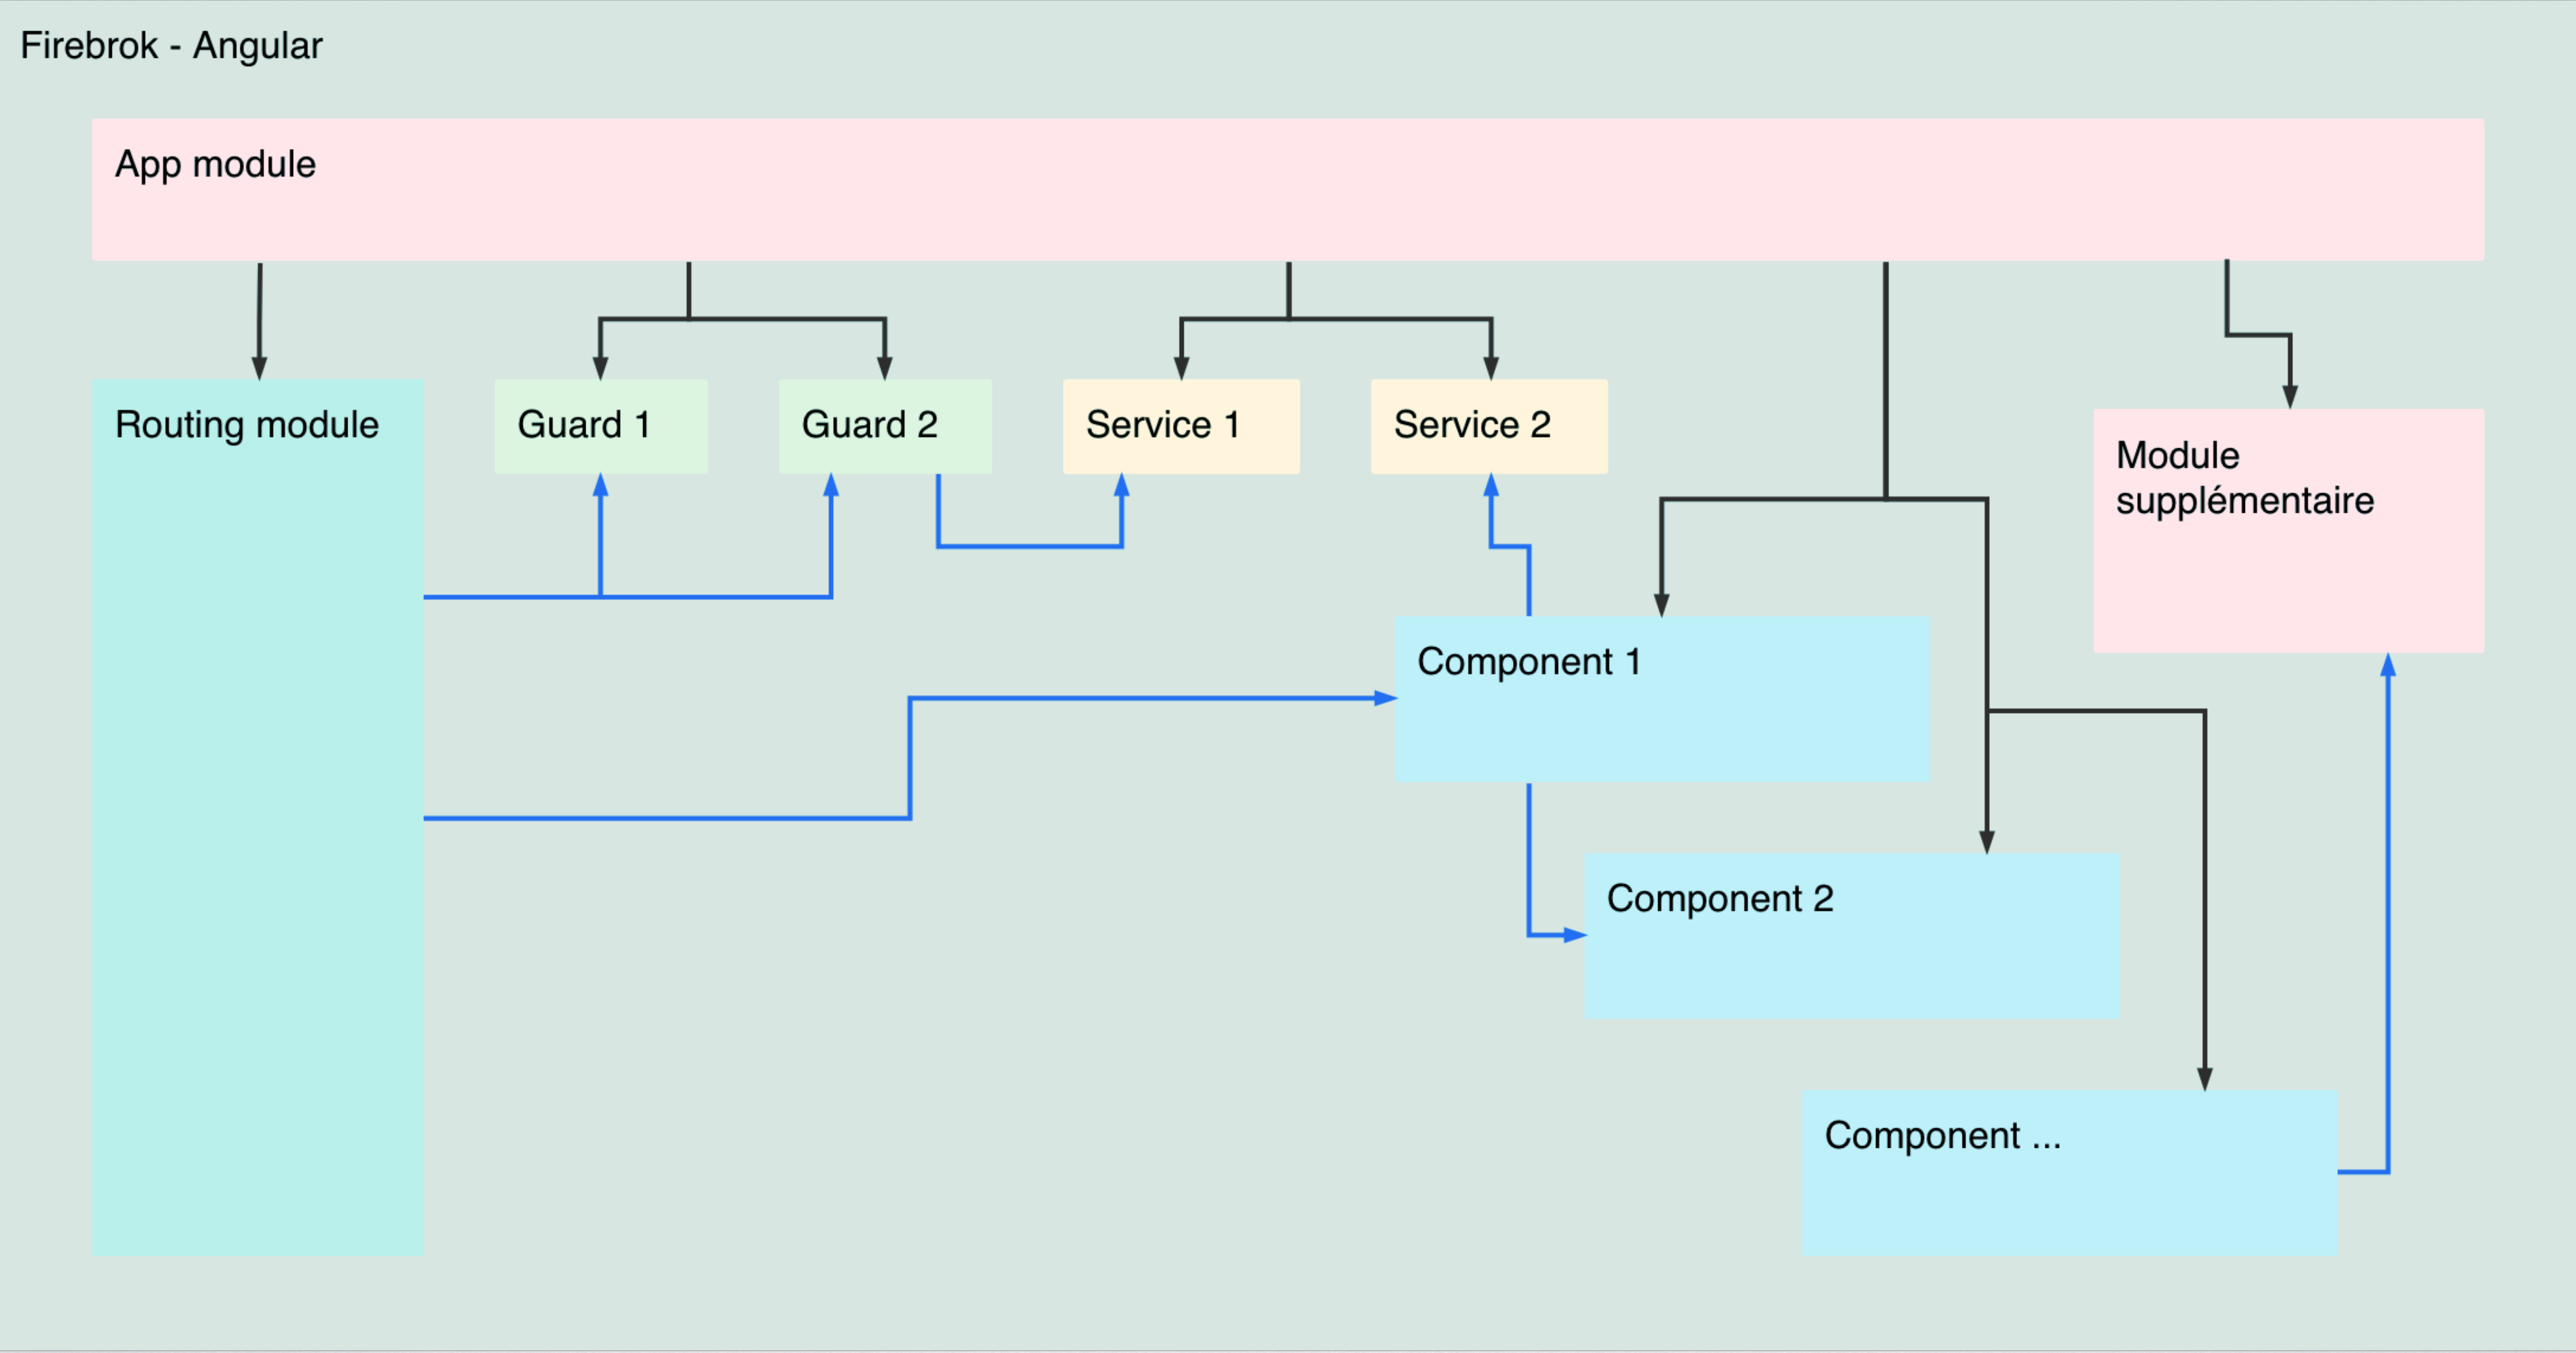 Firebrok - Angular
App module
Routing module
Guard 1
Guard 2
Service 1
Service 2
Module
supplémentaire
Component 1
Component 2
Component ...